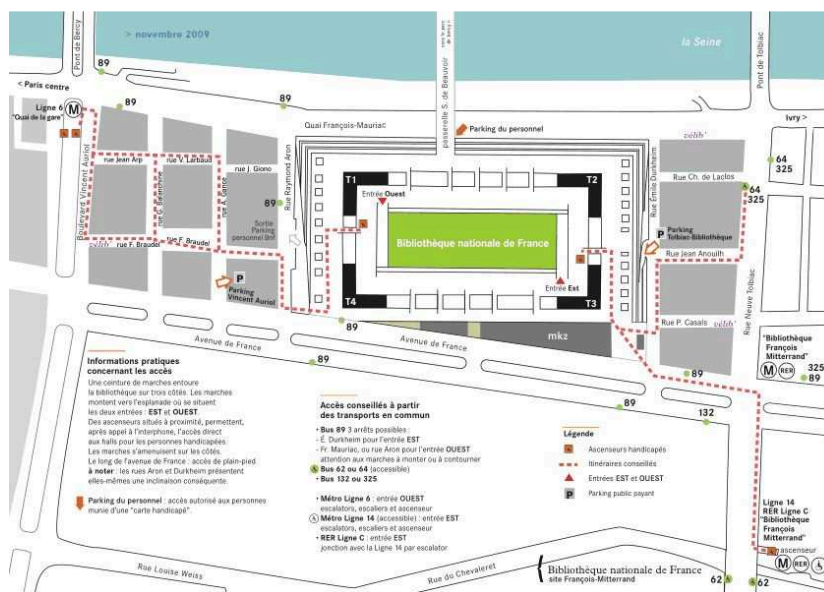 Pont de Bercy
> novembre 2009
la Seine
Pont de Tolbiac
passerelle S. de Beauvoir
89
< Paris centre
Ligne 6 M
"Quai de la gare"
89
89
Quai François-Mauriac
Parking du personnel
Ivry >
vélib'
64
325
rue Jean Arp
rue V. Larbaud
rue J. Giono
Rue Raymond Aron
Boulevard Vincent Auriol
rue G. Balanchine
rue A. Gance
89
T1
T2
Entrée Ouest
Rue Emile Durkheim
Rue Ch. de Laclos
64
325
Sortie
Parking
personnel Bnf
Bibliothèque nationale de France
P
Parking
Tolbiac-Bibliothèque
Rue Jean Anouilh
vélib'
rue F. Braudel
rue F. Braudel
P
Parking
Vincent Auriol
Entrée Est
T4
T3
Rue Neuve Tolbiac
Rue P. Casals
vélib'
89
Avenue de France
Avenue de France
mk2
89
89
89
132
"Bibliothèque
François
Mitterrand"
M RER
325
89
Informations pratiques
concernant les accès
Une ceinture de marches entoure
la bibliothèque sur trois côtés. Les marches
montent vers l'esplanade où se situent
les deux entrées : EST et OUEST.
Des ascenseurs situés à proximité, permettent,
après appel à l'interphone, l'accès direct
aux halls pour les personnes handicapées.
Les marches s'amenuisent sur les côtés.
Le long de l'avenue de France : accès de plain-pied
à noter : les rues Aron et Durkheim présentent
elles-mêmes une inclinaison conséquente.
Parking du personnel : accès autorisé aux personnes
munie d'une "carte handicapé".
Accès conseillés à partir
des transports en commun
• Bus 89 3 arrêts possibles :
- É. Durkheim pour l'entrée EST
- Fr. Mauriac, ou rue Aron pour l'entrée OUEST
attention aux marches à monter ou à contourner
Bus 62 ou 64 (accessible)
• Bus 132 ou 325
• Métro Ligne 6 : entrée OUEST
escalators, escaliers et ascenseur
Métro Ligne 14 (accessible) : entrée EST
escalators, escaliers et ascenseur
• RER Ligne C : entrée EST
jonction avec la Ligne 14 par escalator
Légende
Ascenseurs handicapés
Itinéraires conseillés
Entrées EST et OUEST
P Parking public payant
Ligne 14
RER Ligne C
"Bibliothèque
François
Mitterrand"
ascenseur
M RER
Rue Louise Weiss
Rue du Chevaleret
Bibliothèque nationale de France
site François-Mitterrand
62
62